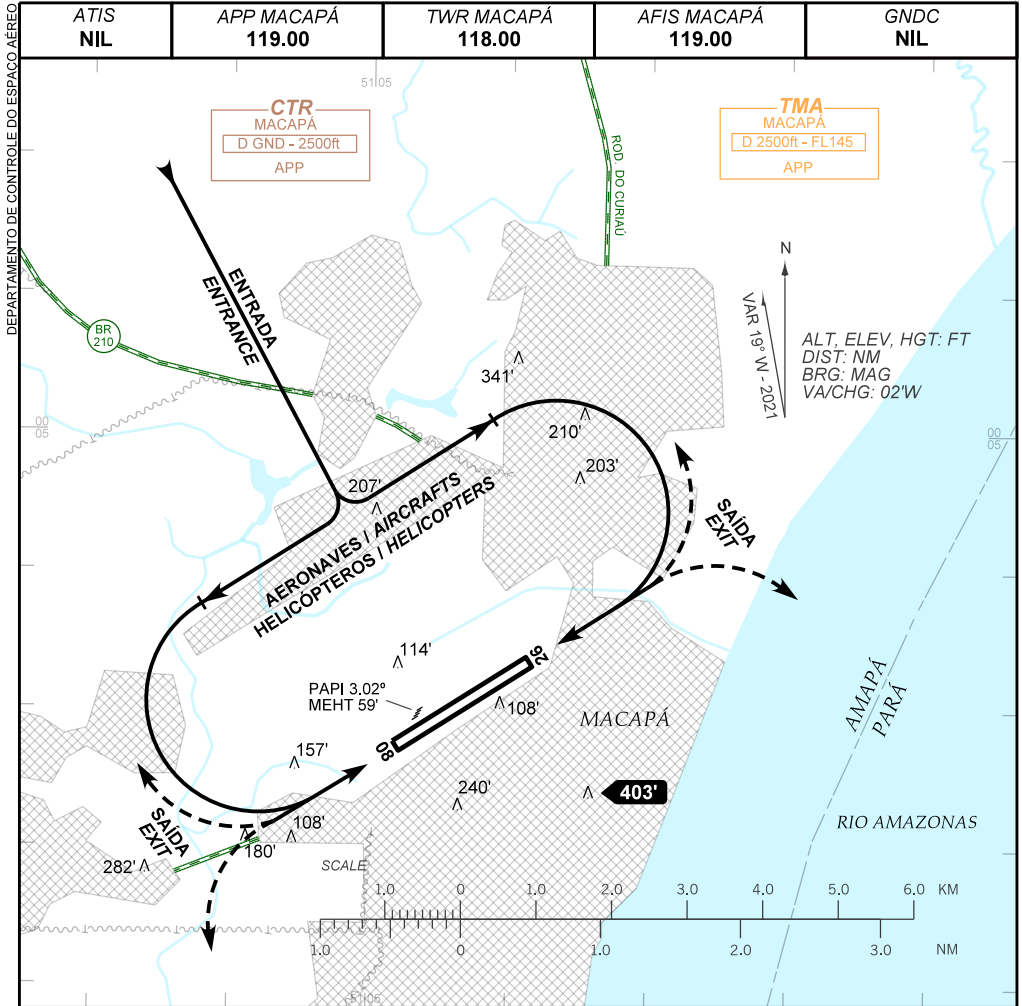 DEPARTAMENTO DE CONTROLE DO ESPAÇO AÉREO
ATIS
NIL
APP MACAPÁ
119.00
TWR MACAPÁ
118.00
AFIS MACAPÁ
119.00
GNDC
NIL
51 05
CTR
MACAPÁ
D GND - 2500ft
APP
TMA
MACAPÁ
D 2500ft - FL145
APP
ROD. DO CURIAÚ
ENTRADA
ENTRANCE
BR
210
N
VAR 19° W - 2021
ALT, ELEV, HGT: FT
DIST: NM
BRG: MAG
VA/CHG: 02'W
341'
210'
00
05
00
05
203'
207'
AERONAVES / AIRCRAFTS
HELICÓPTEROS / HELICOPTERS
SAÍDA
EXIT
114'
26
PAPI 3.02º
MEHT 59'
108'
MACAPÁ
AMAPÁ
PARÁ
08
157'
240'
403'
RIO AMAZONAS
SAÍDA
EXIT
108'
180'
282'
SCALE
1.0 0 1.0 2.0 3.0 4.0 5.0 6.0 KM
1.0 0 1.0 2.0 3.0 NM
51 05